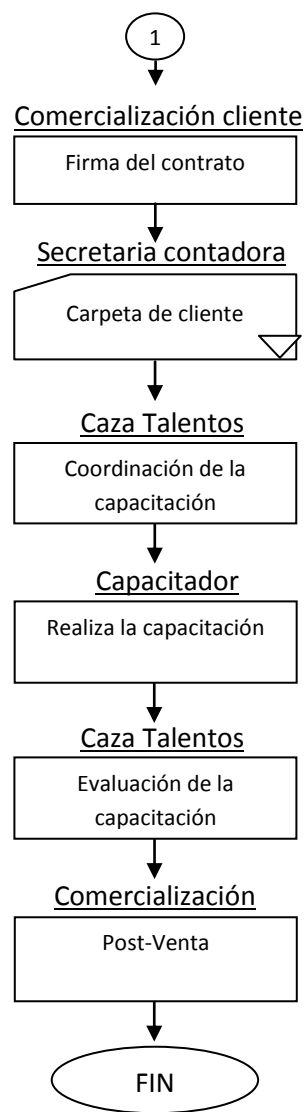 1
Comercialización cliente
Firma del contrato
Secretaria contadora
Carpeta de cliente
Caza Talentos
Coordinación de la
capacitación
Capacitador
Realiza la capacitación
Caza Talentos
Evaluación de la
capacitación
Comercialización
Post-Venta
FIN